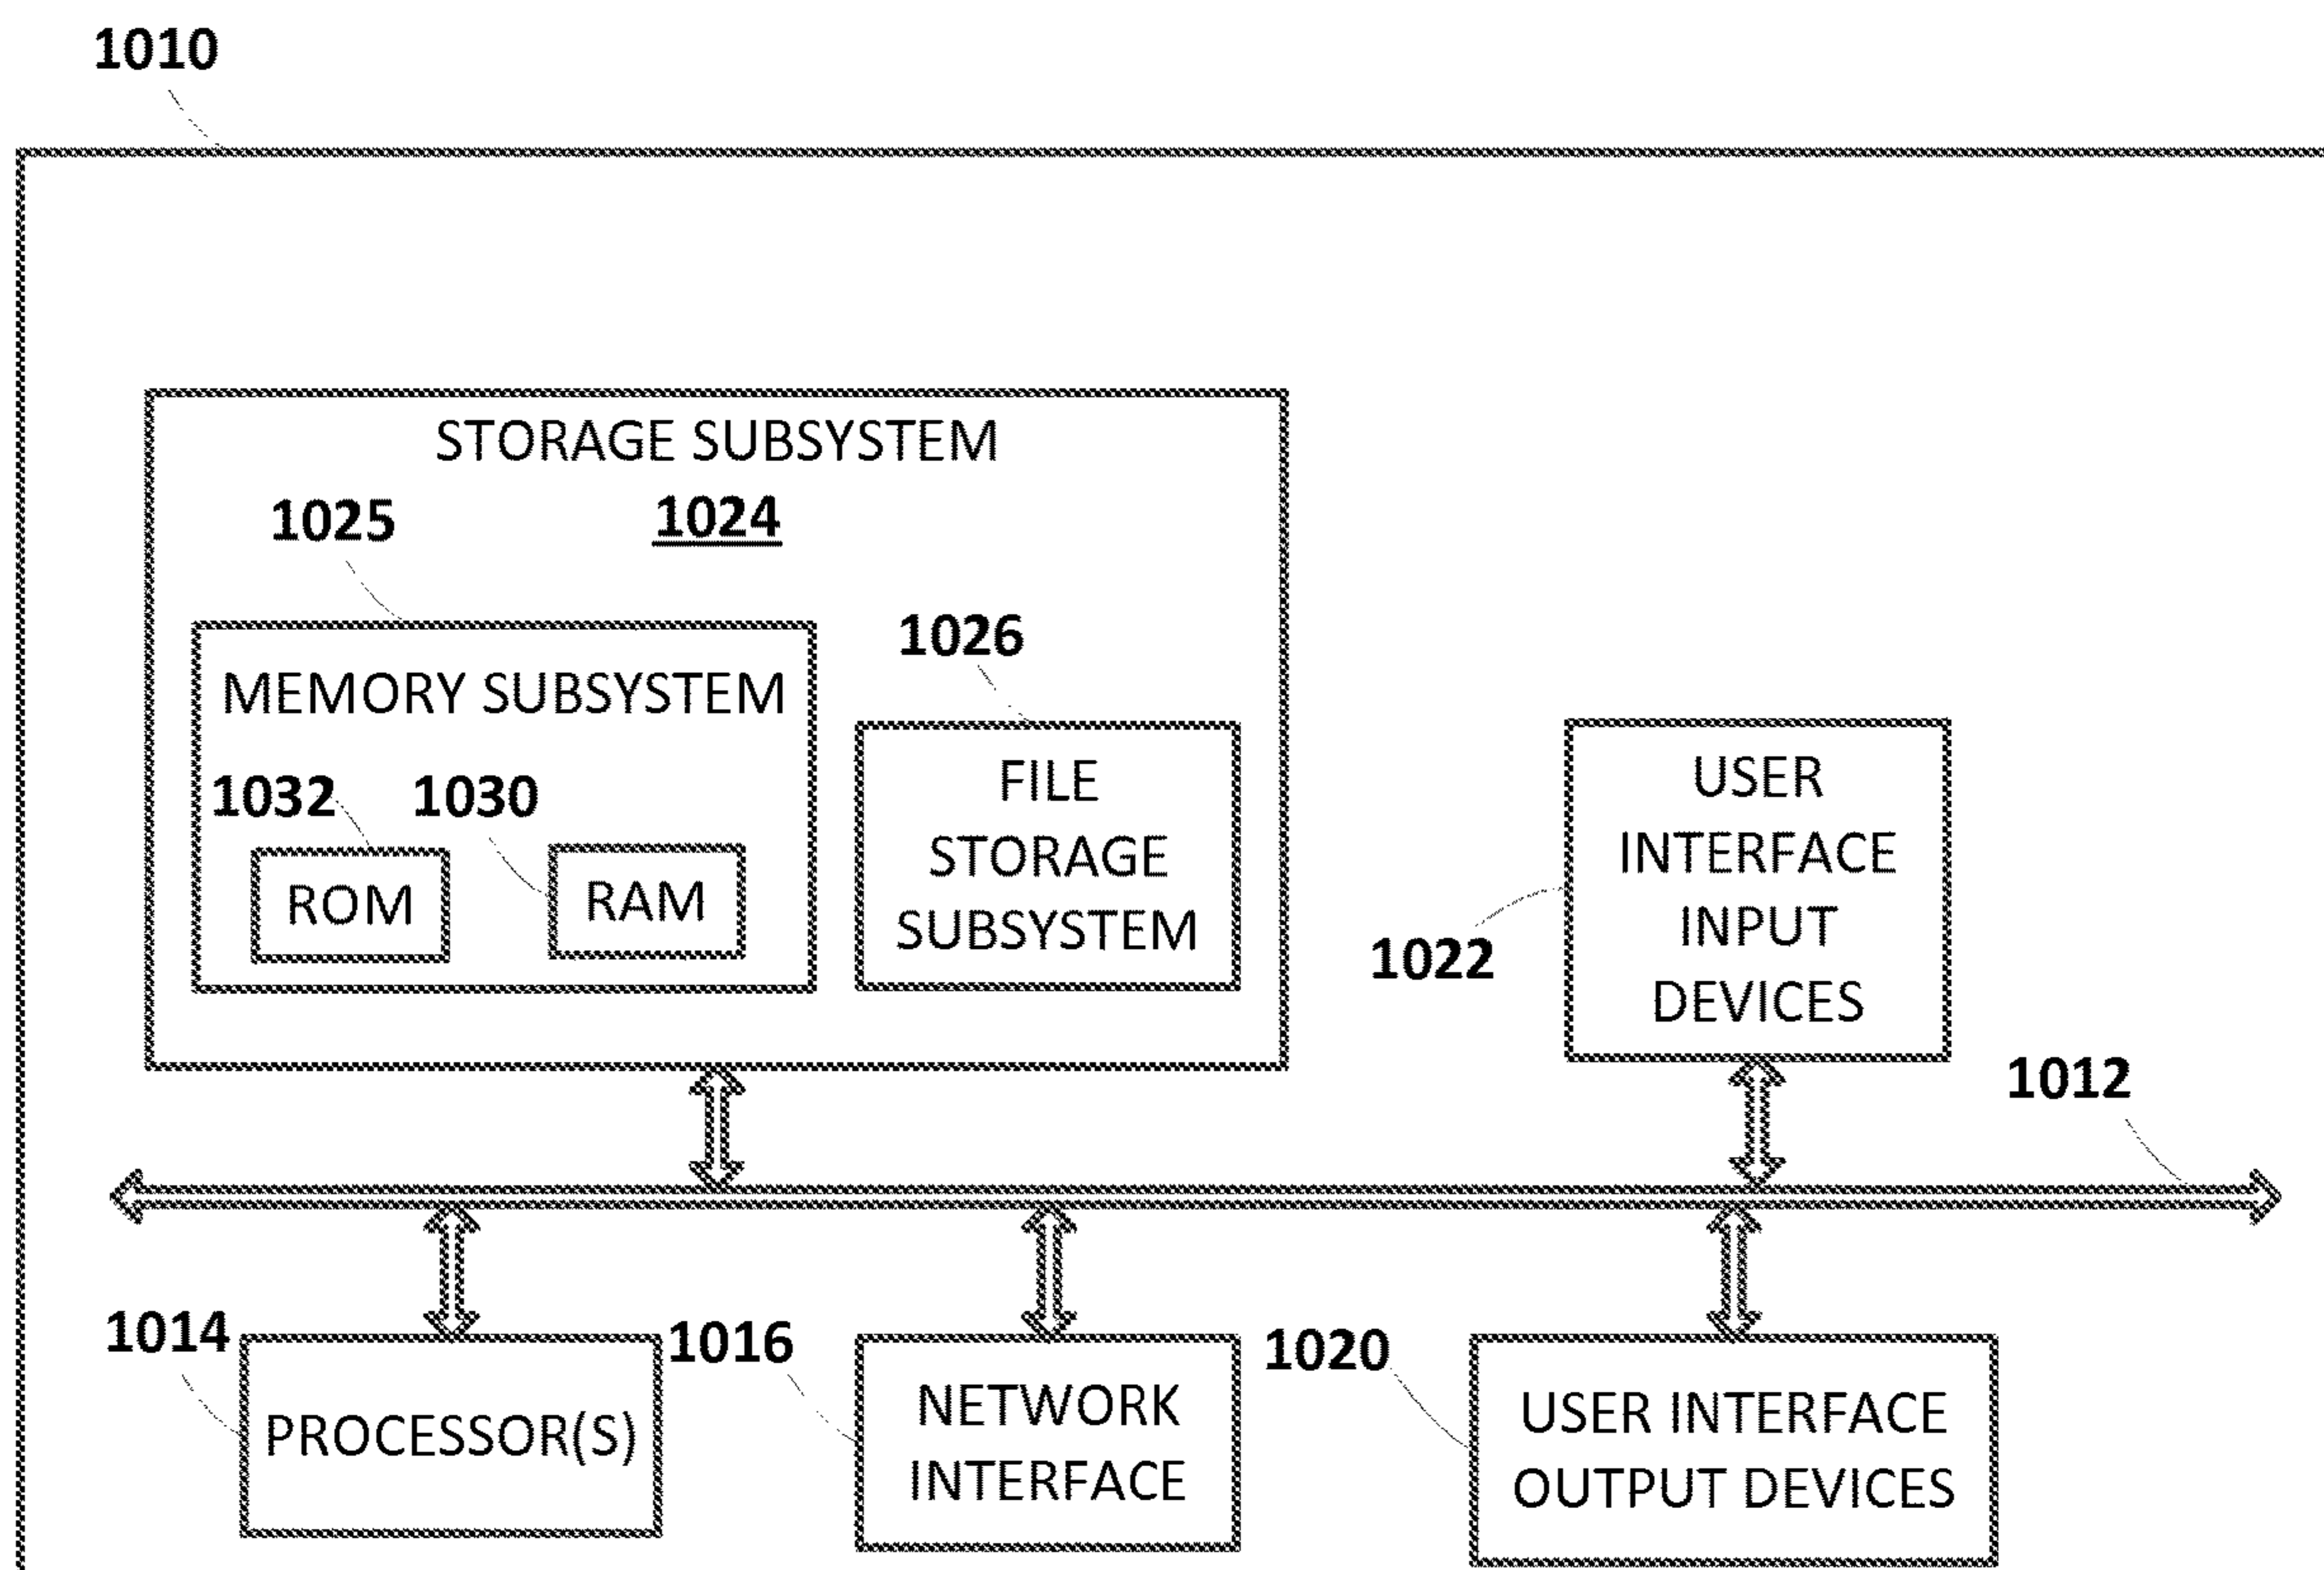 1010
STORAGE SUBSYSTEM
1024
1025
MEMORY SUBSYSTEM
1032
1030
ROM
RAM
1026
FILE
STORAGE
SUBSYSTEM
USER
INTERFACE
INPUT
DEVICES
1022
1012
1014
PROCESSOR(S)
1016
NETWORK
INTERFACE
1020
USER INTERFACE
OUTPUT DEVICES